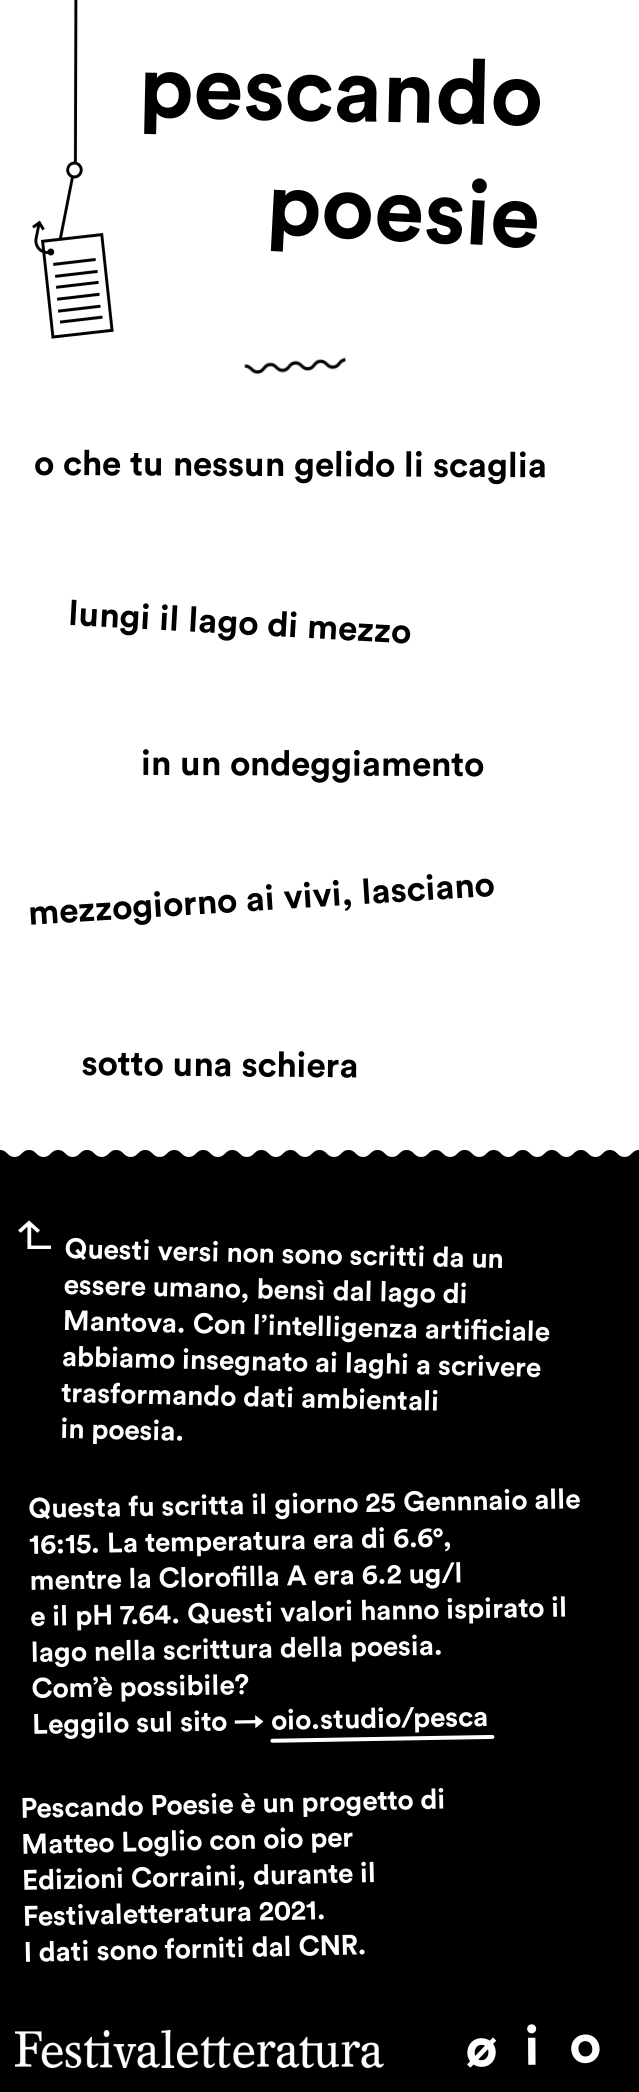 pescando
poesie
o che tu nessun gelido li scaglia
lungi il lago di mezzo
in un ondeggiamento
mezzogiorno ai vivi, lasciano
sotto una schiera
Questi versi non sono scritti da un
essere umano, bensì dal lago di
Mantova. Con l’intelligenza artificiale
abbiamo insegnato ai laghi a scrivere
trasformando dati ambientali
in poesia.
Questa fu scritta il giorno 25 Gennnaio alle
16:15. La temperatura era di 6.6°,
mentre la Clorofilla A era 6.2 ug/l
e il pH 7.64. Questi valori hanno ispirato il
lago nella scrittura della poesia.
Com’è possibile?
Leggilo sul sito → oio.studio/pesca
Pescando Poesie è un progetto di
Matteo Loglio con oio per
Edizioni Corraini, durante il
Festivaletteratura 2021.
I dati sono forniti dal CNR.
Festivaletteratura ø i o